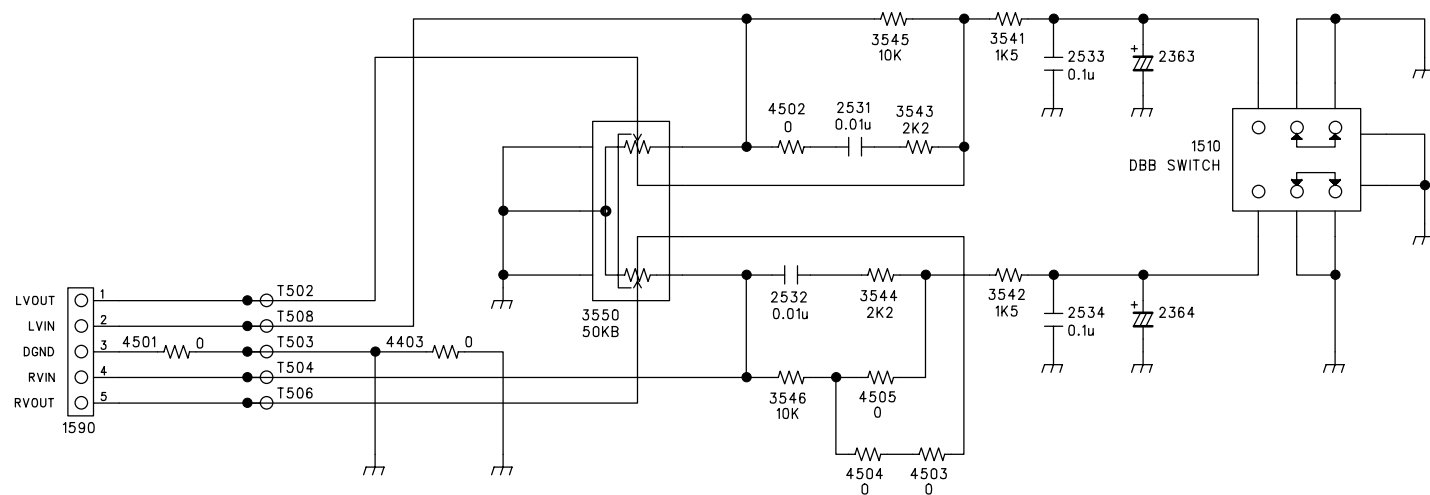 3545
10K
3541
1K5
2533
0.1u
+
2363
4502
0
2531
0.01u
3543
2K2
1510
DBB SWITCH
3550
50KB
2532
0.01u
3544
2K2
3542
1K5
2534
0.1u
+
2364
LVOUT 1 T502
LVIN 2 T508
DGND 3 4501 0 T503 4403 0
RVIN 4 T504
RVOUT 5 T506
1590
3546
10K
4505
0
4504
0
4503
0